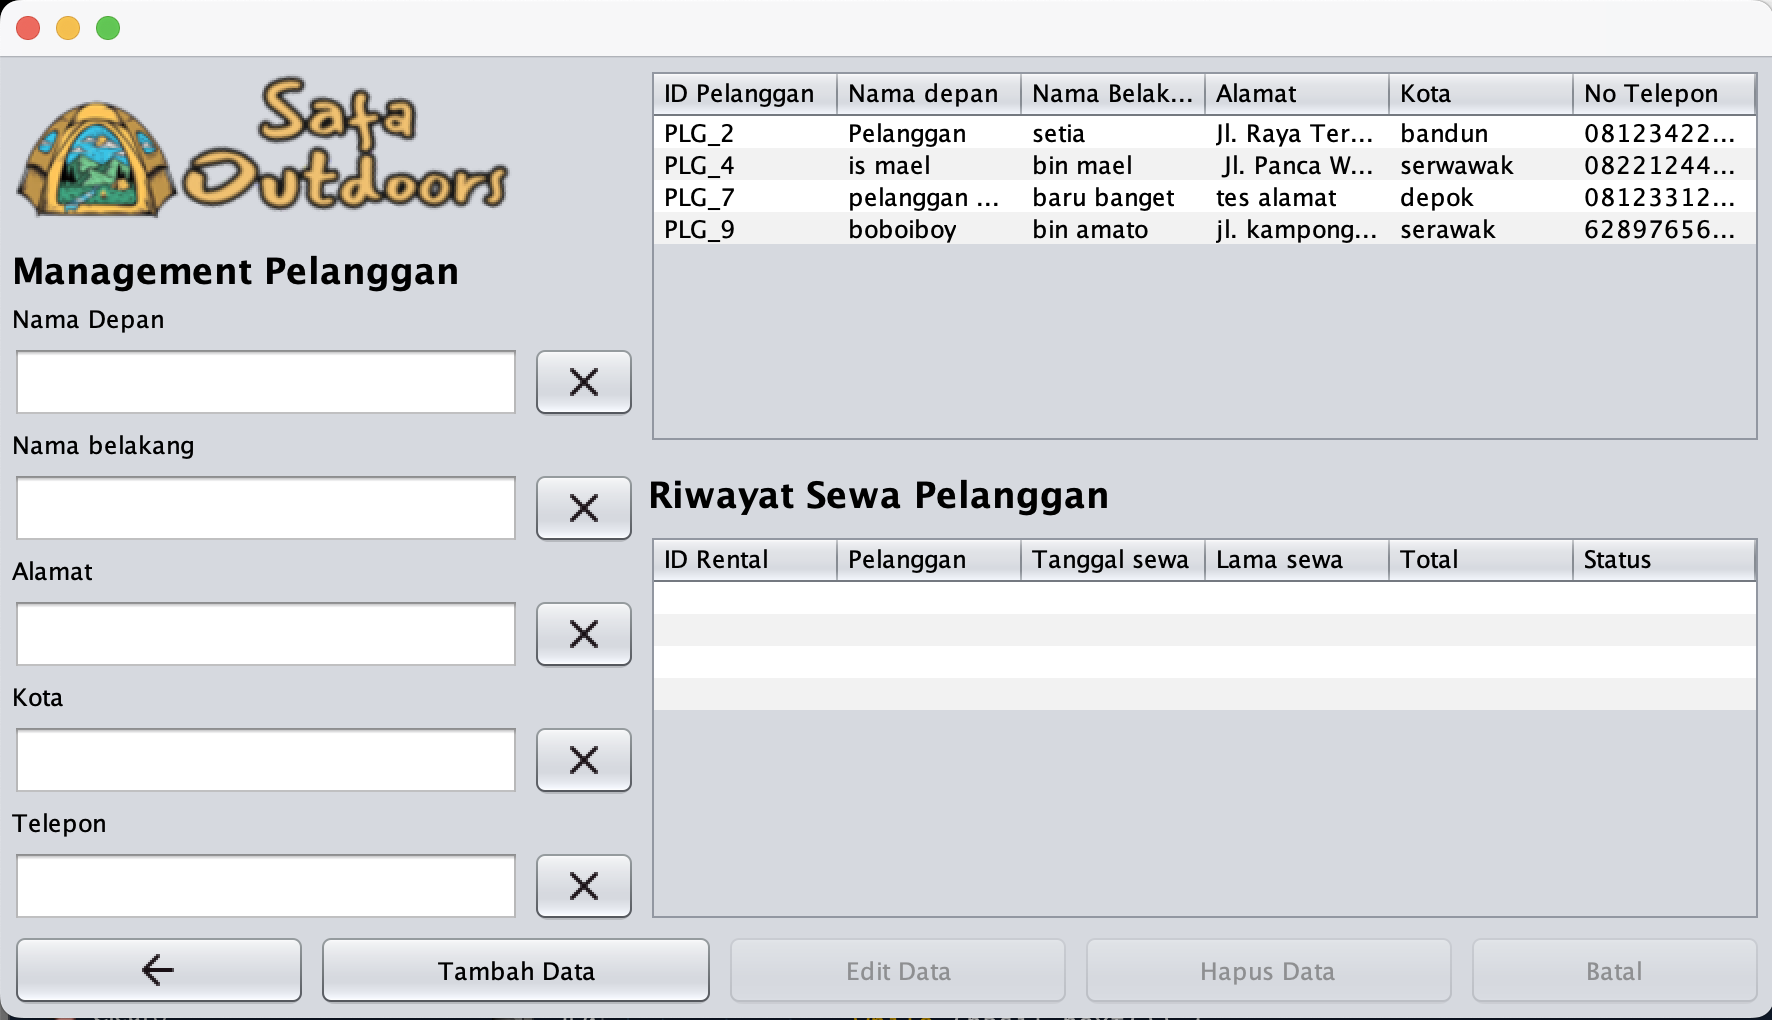 Safa
Outdoors
Management Pelanggan
Nama Depan
Nama belakang
Alamat
Kota
Telepon
ID Pelanggan Nama depan Nama Belak... Alamat Kota No Telepon
PLG_2 Pelanggan setia Jl. Raya Ter... bandun 08123422...
PLG_4 is mael bin mael Jl. Panca W... serwawak 08221244...
PLG_7 pelanggan ... baru banget tes alamat depok 08123312...
PLG_9 boboiboy bin amato jl. kampong... serawak 62897656...
Riwayat Sewa Pelanggan
ID Rental Pelanggan Tanggal sewa Lama sewa Total Status
Tambah Data Edit Data Hapus Data Batal